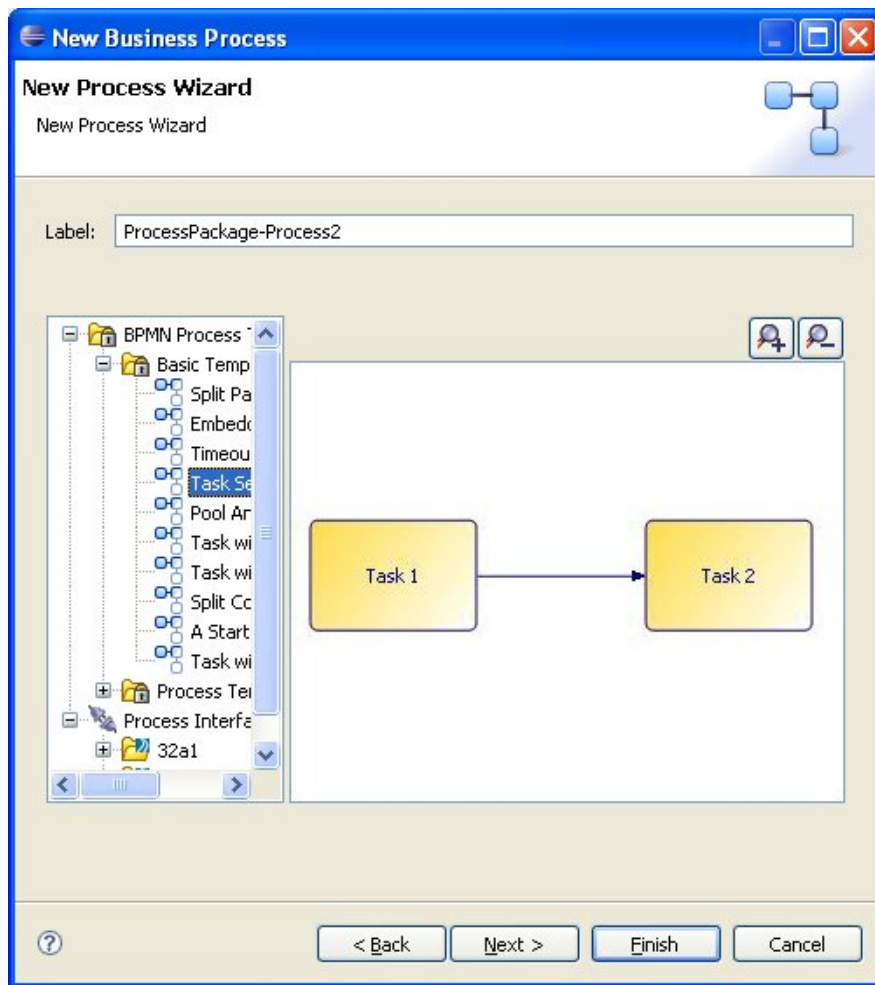 New Business Process
New Process Wizard
New Process Wizard
Label: ProcessPackage-Process2
BPMN Process
Basic Temp
Split Pa
Embed
Timeou
Task Se
Pool Ar
Task wi
Task wi
Split Co
A Start
Task wi
Process Te
Process Interfa
32a1
Task 1
Task 2
< Back
Next >
Finish
Cancel